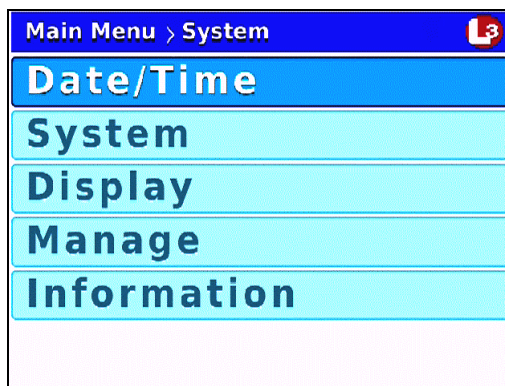 Main Menu > System L3
Date/Time
System
Display
Manage
Information